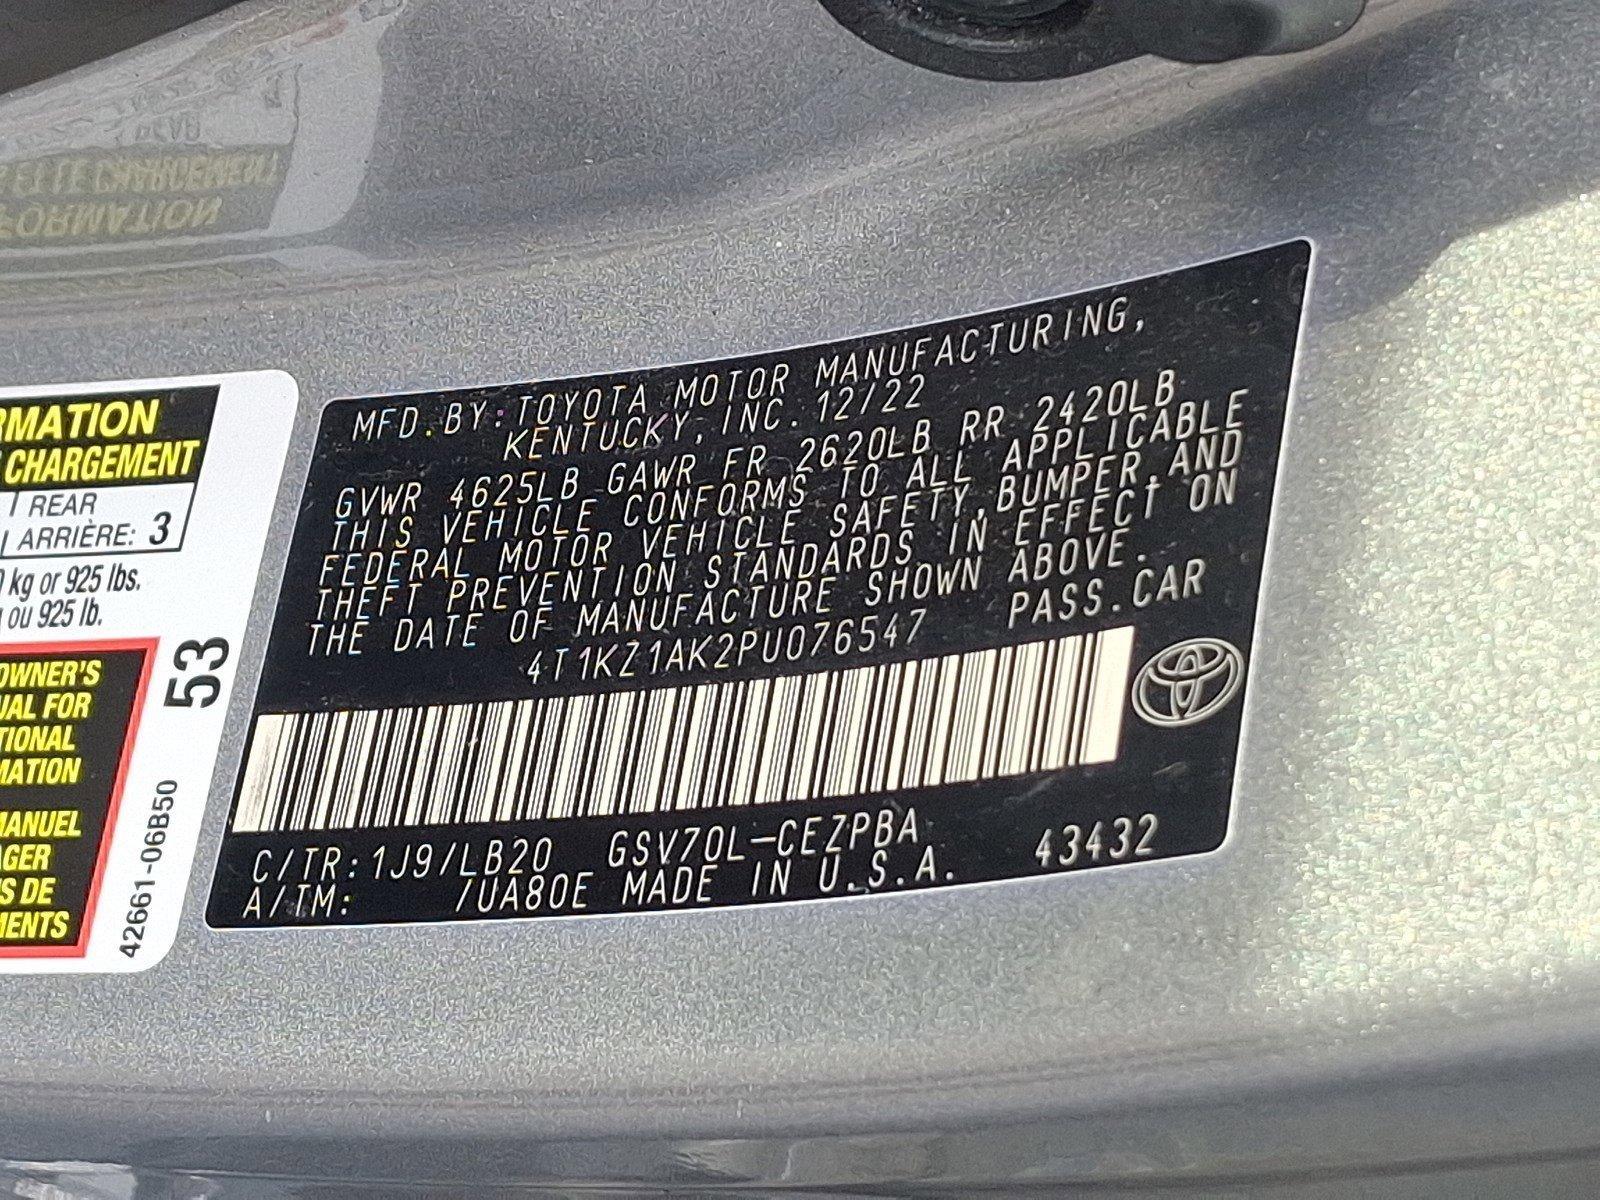 RMATION
CHARGEMENT
REAR
ARRIÈRE: 3
kg or 925 lbs.
ou 925 lb.
OWNER'S
UAL FOR
TIONAL
MATION
MANUEL
AGER
S DE
MENTS
53
42661-06B50
MFD. BY: TOYOTA MOTOR MANUFACTURING,
KENTUCKY, INC. 12/22
GVWR 4625LB GAWR FR 2620LB RR 2420LB
THIS VEHICLE CONFORMS TO ALL APPLICABLE
FEDERAL MOTOR VEHICLE SAFETY, BUMPER, AND
THEFT PREVENTION STANDARDS IN EFFECT ON
THE DATE OF MANUFACTURE SHOWN ABOVE.
4T1KZ1AK2PU076547 PASS. CAR
C/TR: 1J9/LB20 GSV70L-CEZPBA
A/TM: /UA80E MADE IN U.S.A. 43432